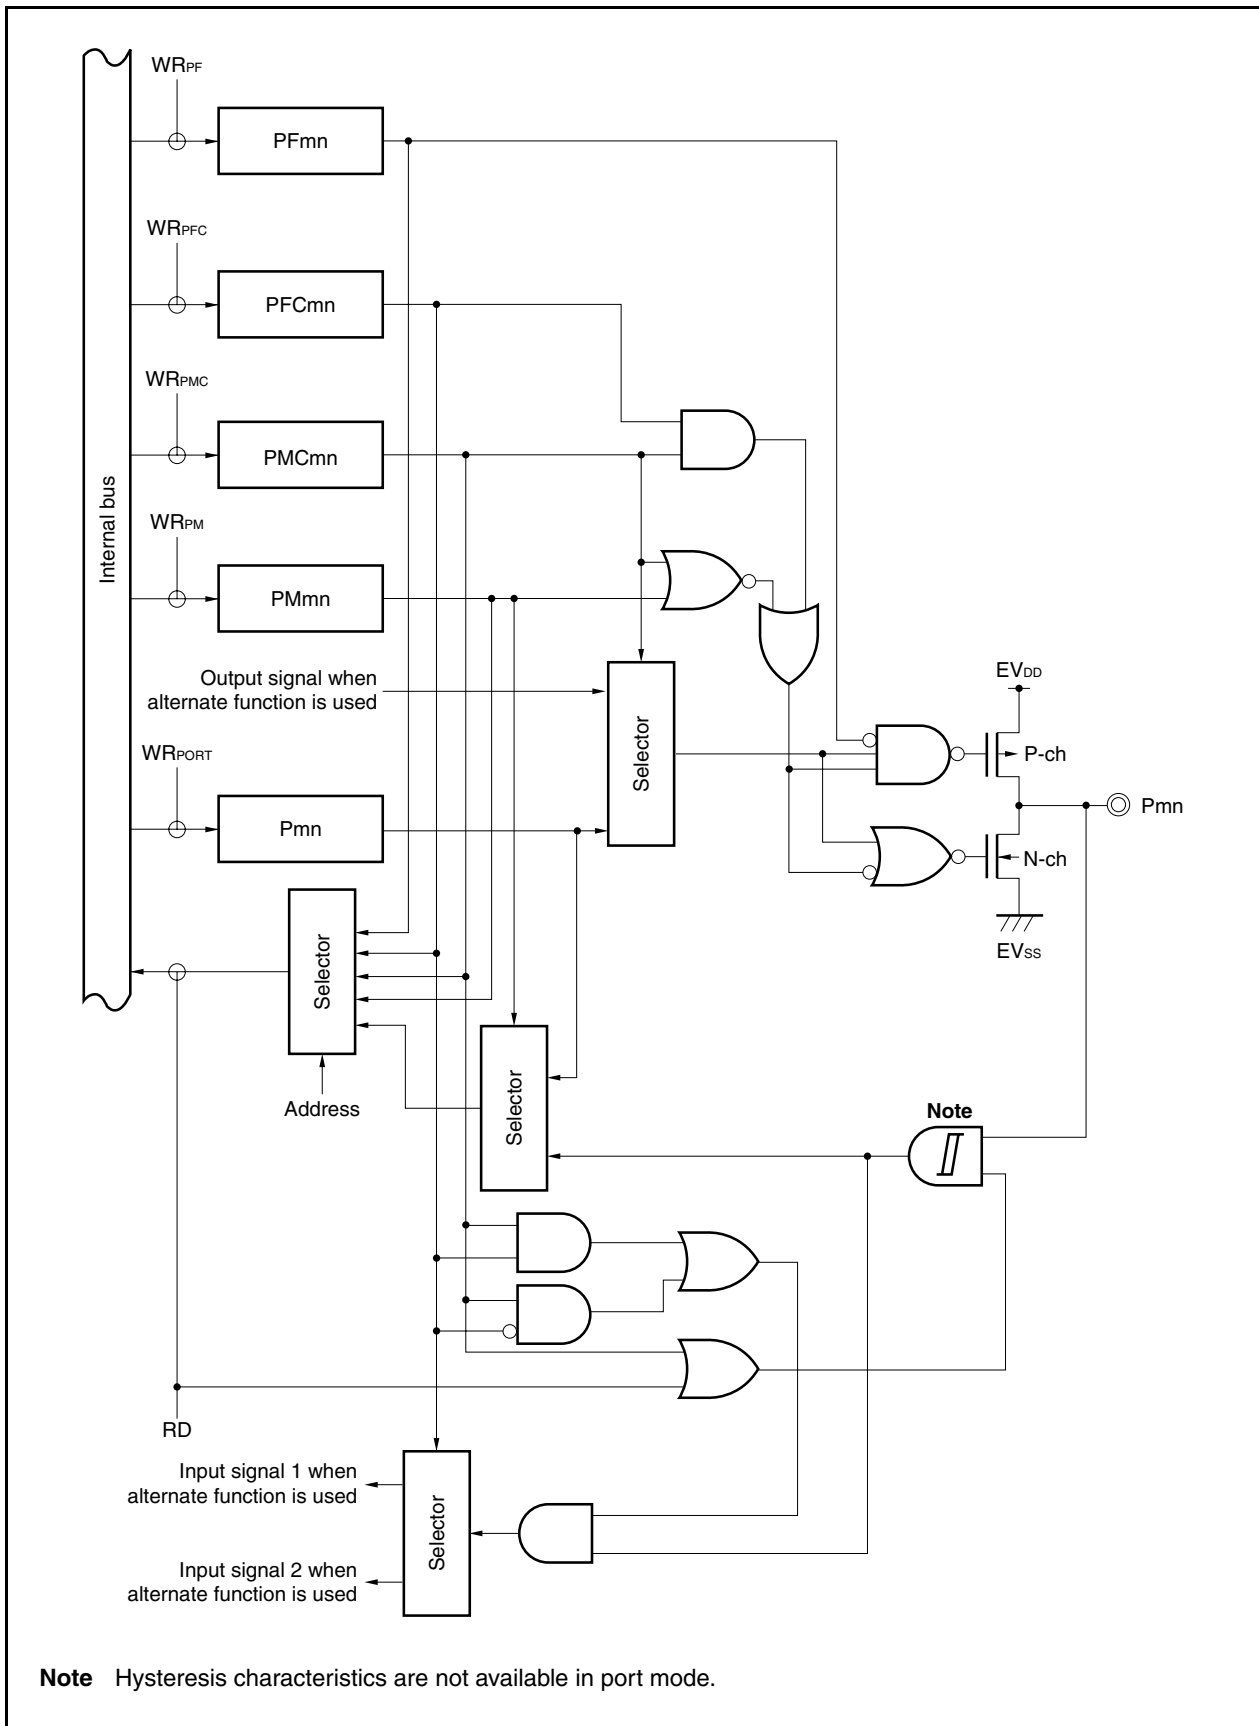 WRPF
PFmn
WRPFC
PFCmn
WRPMC
PMCmn
Internal bus
WRPM
PMmn
Output signal when
alternate function is used
Selector
EVDD
P-ch
WRPORT
Pmn
Pmn
N-ch
EVSS
Selector
Address
Selector
Note
RD
Input signal 1 when
alternate function is used
Selector
Input signal 2 when
alternate function is used
Note Hysteresis characteristics are not available in port mode.